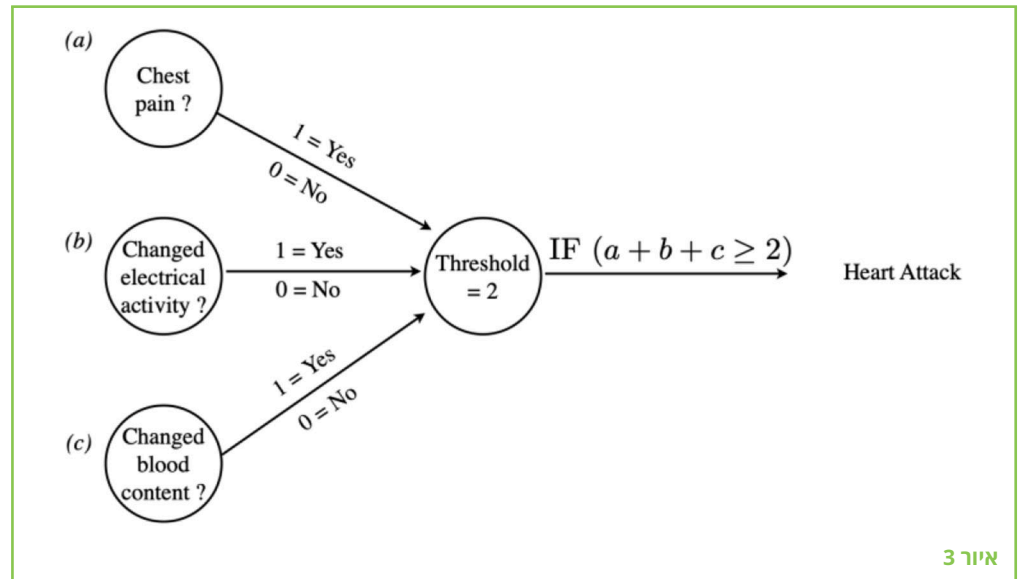 (a)
Chest
pain ?
1 = Yes
0 = No
(b)
Changed
electrical
activity ?
1 = Yes
0 = No
Threshold
= 2
IF (a + b + c ≥ 2)
Heart Attack
(c)
Changed
blood
content ?
1 = Yes
0 = No
איור 3